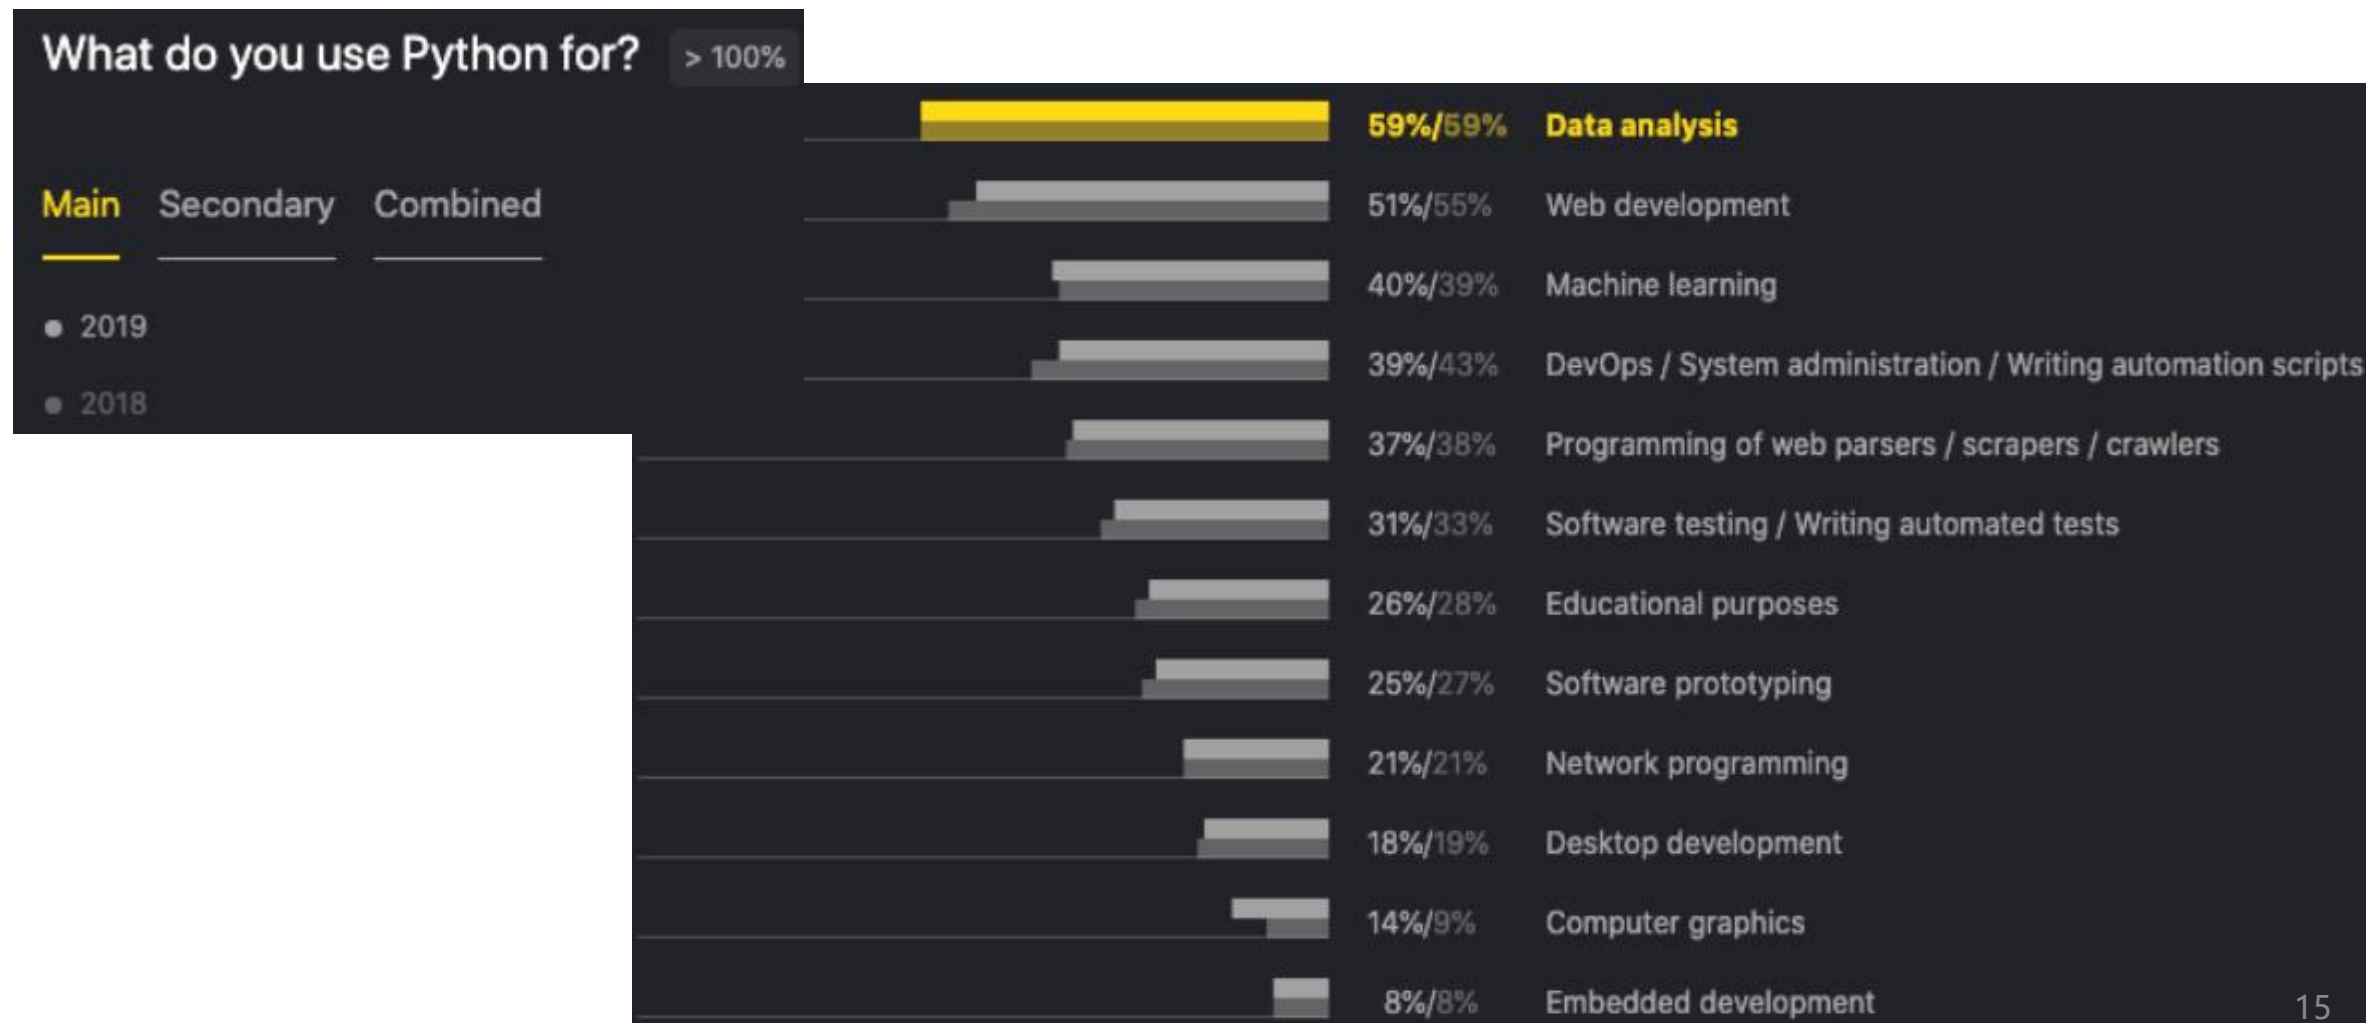 What do you use Python for? > 100%
Main Secondary Combined
2019
2018
59%/59% Data analysis
51%/55% Web development
40%/39% Machine learning
39%/43% DevOps / System administration / Writing automation scripts
37%/38% Programming of web parsers / scrapers / crawlers
31%/33% Software testing / Writing automated tests
26%/28% Educational purposes
25%/27% Software prototyping
21%/21% Network programming
18%/19% Desktop development
14%/9% Computer graphics
8%/8% Embedded development
15